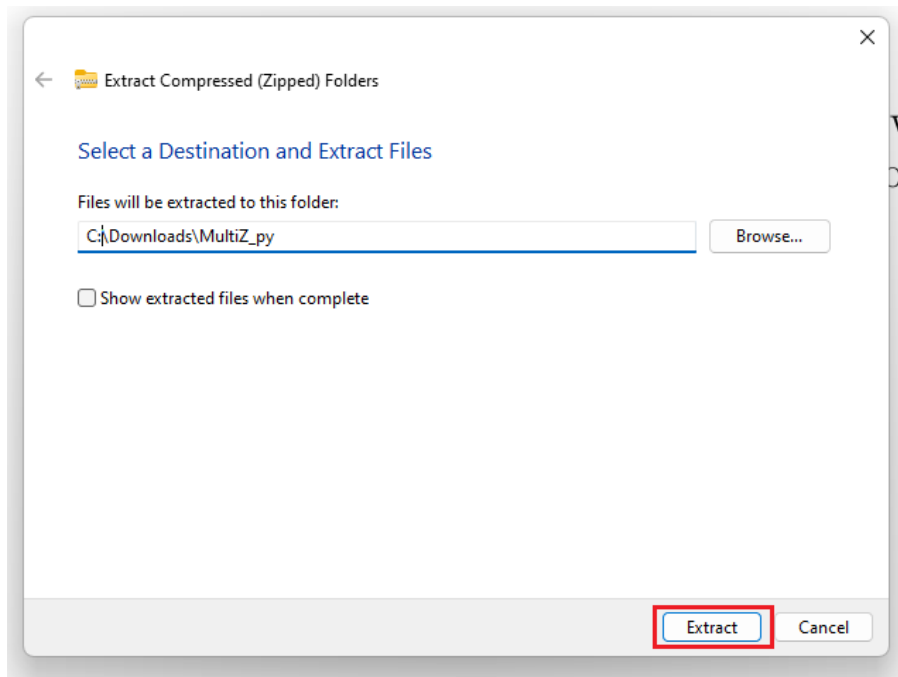 Extract Compressed (Zipped) Folders
Select a Destination and Extract Files
Files will be extracted to this folder:
C:\Downloads\MultiZ_py
Browse...
Show extracted files when complete
Extract
Cancel